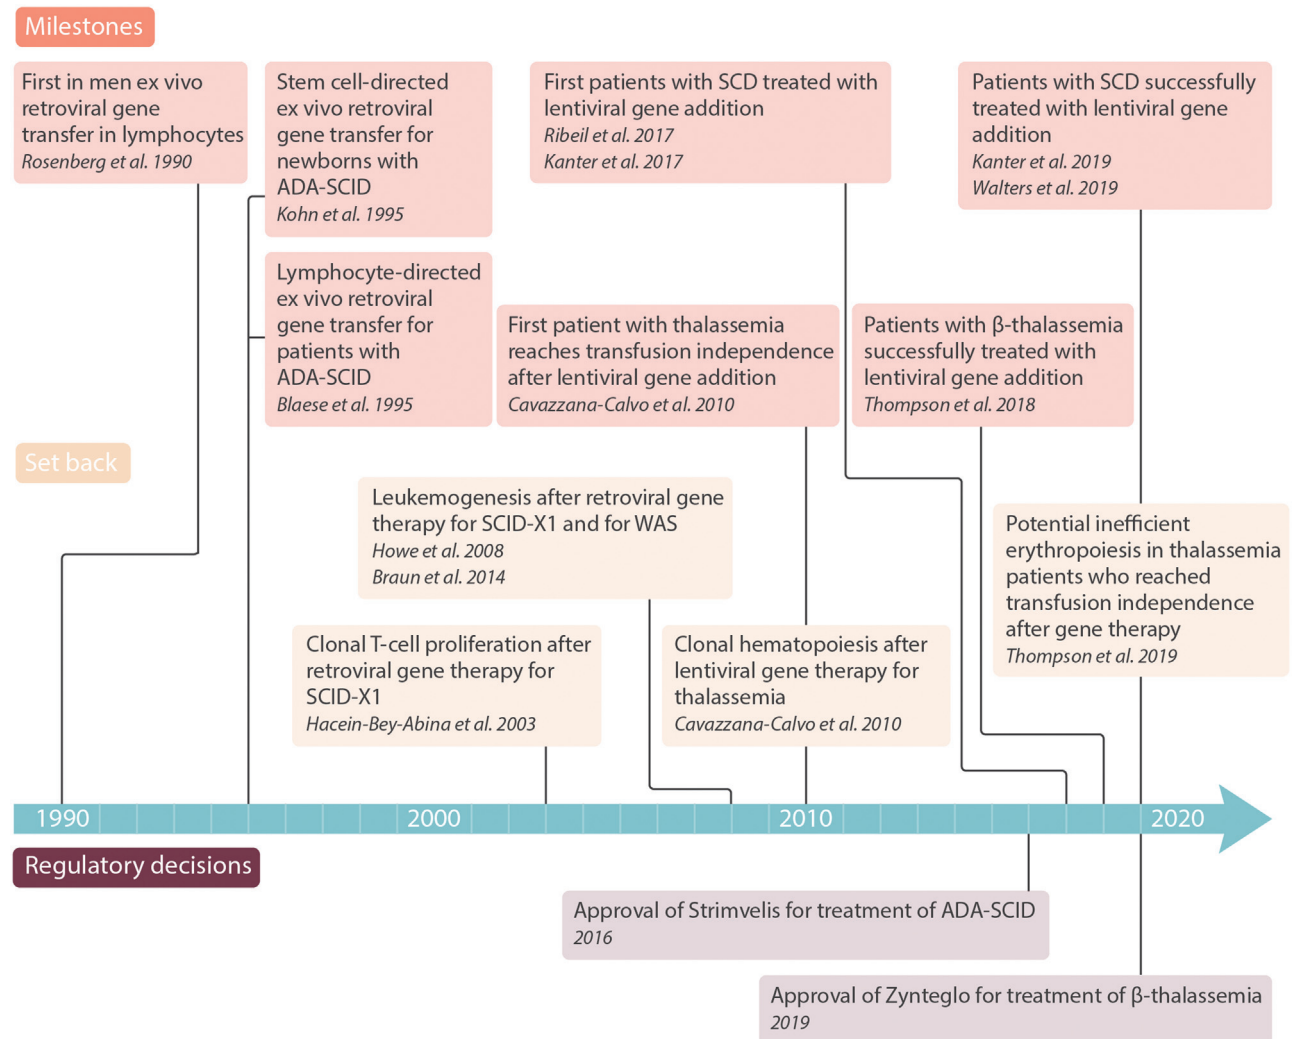 Milestones
First in men ex vivo
retroviral gene
transfer in lymphocytes
Rosenberg et al. 1990
Stem cell-directed
ex vivo retroviral
gene transfer for
newborns with
ADA-SCID
Kohn et al. 1995
First patients with SCD treated with
lentiviral gene addition
Ribeil et al. 2017
Kanter et al. 2017
Patients with SCD successfully
treated with lentiviral gene
addition
Kanter et al. 2019
Walters et al. 2019
Lymphocyte-directed
ex vivo retroviral
gene transfer for
patients with
ADA-SCID
Blaese et al. 1995
First patient with thalassemia
reaches transfusion independence
after lentiviral gene addition
Cavazzana-Calvo et al. 2010
Patients with β-thalassemia
successfully treated with
lentiviral gene addition
Thompson et al. 2018
Set back
Leukemogenesis after retroviral gene
therapy for SCID-X1 and for WAS
Howe et al. 2008
Braun et al. 2014
Potential inefficient
erythropoiesis in thalassemia
patients who reached
transfusion independence
after gene therapy
Thompson et al. 2019
Clonal T-cell proliferation after
retroviral gene therapy for
SCID-X1
Hacein-Bey-Abina et al. 2003
Clonal hematopoiesis after
lentiviral gene therapy for
thalassemia
Cavazzana-Calvo et al. 2010
1990 2000 2010 2020
Regulatory decisions
Approval of Strimvelis for treatment of ADA-SCID
2016
Approval of Zynteglo for treatment of β-thalassemia
2019